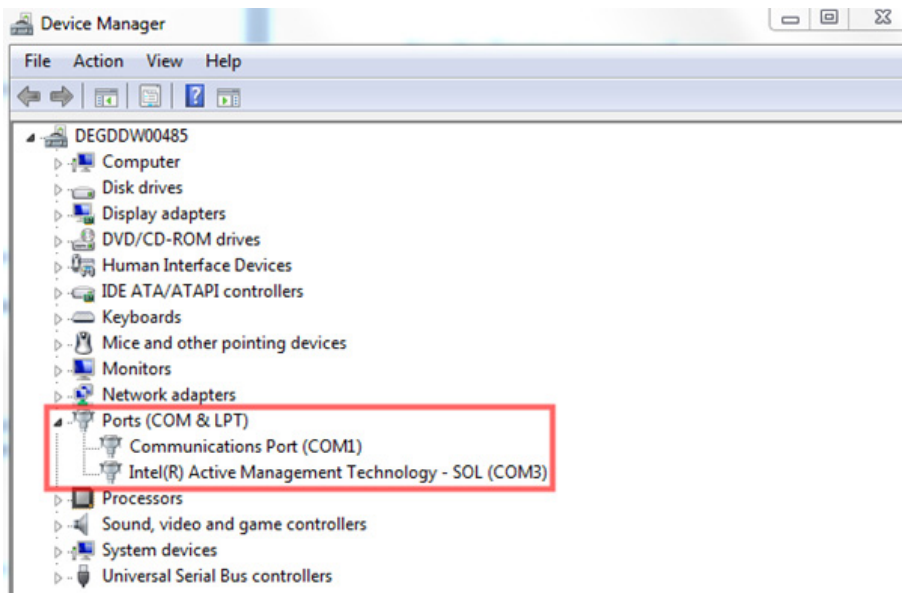 Device Manager
File Action View Help
DEGDDW00485
Computer
Disk drives
Display adapters
DVD/CD-ROM drives
Human Interface Devices
IDE ATA/ATAPI controllers
Keyboards
Mice and other pointing devices
Monitors
Network adapters
Ports (COM & LPT)
Communications Port (COM1)
Intel(R) Active Management Technology - SOL (COM3)
Processors
Sound, video and game controllers
System devices
Universal Serial Bus controllers